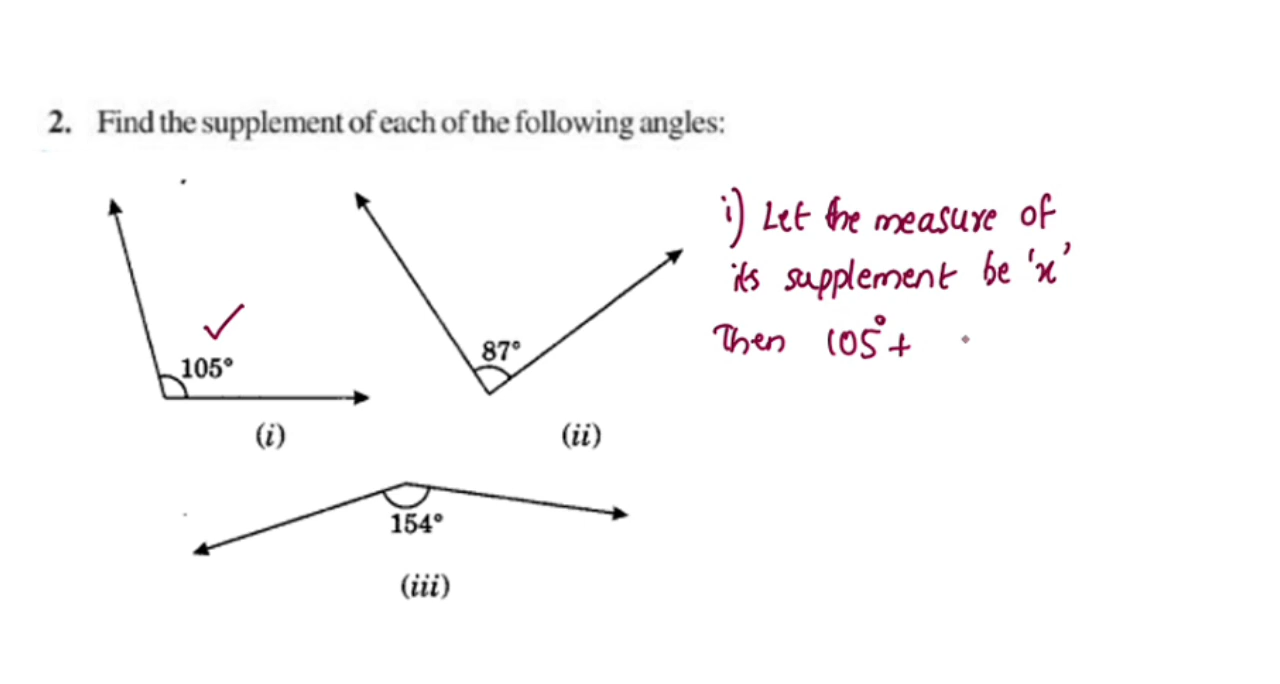 2. Find the supplement of each of the following angles:
105°
(i)
87°
(ii)
154°
(iii)
i) Let the measure of
its supplement be 'x'
Then 105° +